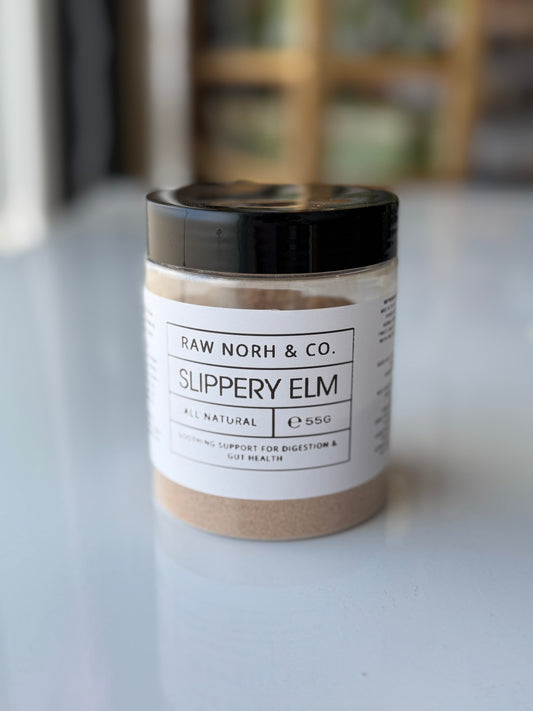 RAW NORH & CO.
SLIPPERY ELM
ALL NATURAL
℮ 55G
SOOTHING SUPPORT FOR DIGESTION &
GUT HEALTH